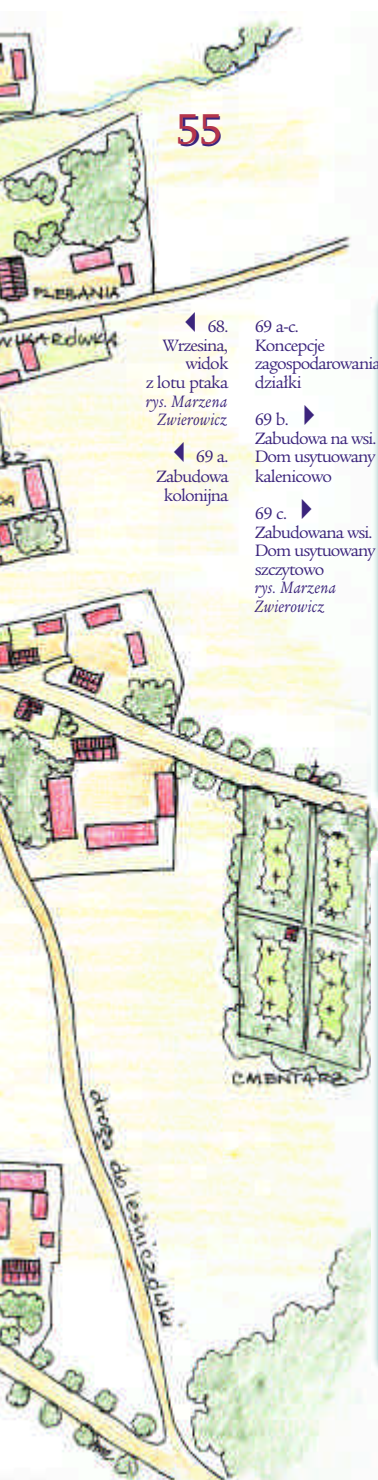 55
PLEBANIA
WIKARÓWKA
68.
Wrzesina,
widok
z lotu ptaka
rys. Marzena
Zwierowicz
69 a.
Zabudowa
kolonijna
69 a-c.
Koncepcje
zagospodarowania
działki
69 b.
Zabudowa na wsi.
Dom usytuowany
kalenicowo
69 c.
Zabudowana wsi.
Dom usytuowany
szczytowo
rys. Marzena
Zwierowicz
CMENTARZ
droga do leśniczówki